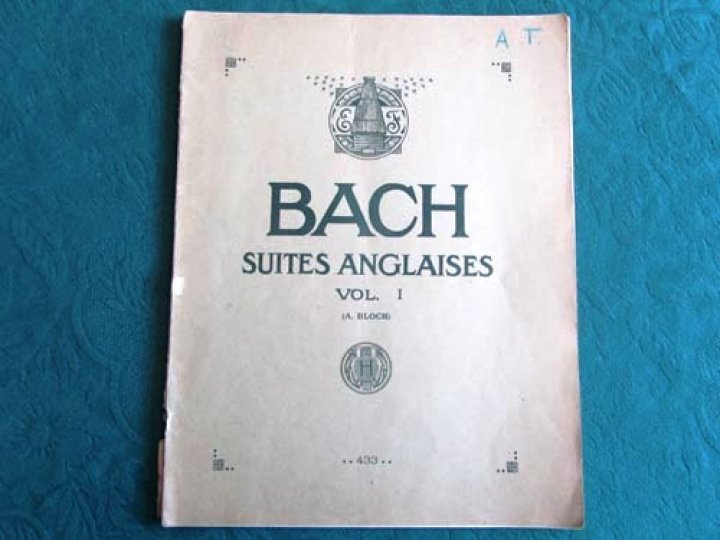 A T.
E F
BACH
SUITES ANGLAISES
VOL. I
(A. BLOCH)
H
433